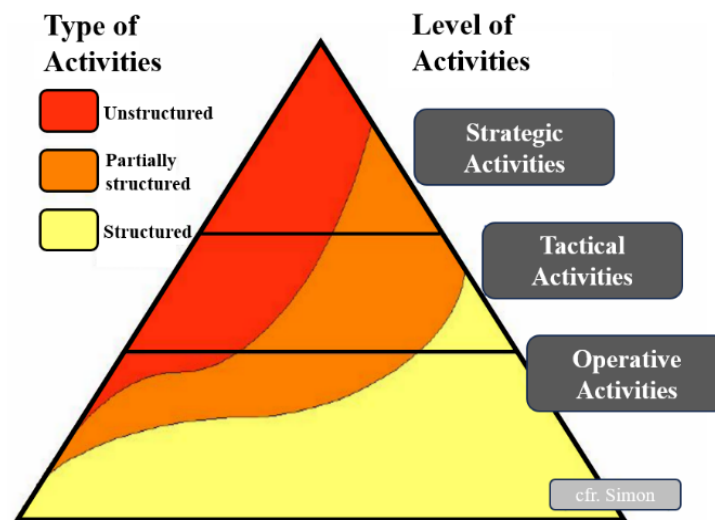 Type of
Activities
Unstructured
Partially
structured
Structured
Level of
Activities
Strategic
Activities
Tactical
Activities
Operative
Activities
cfr. Simon